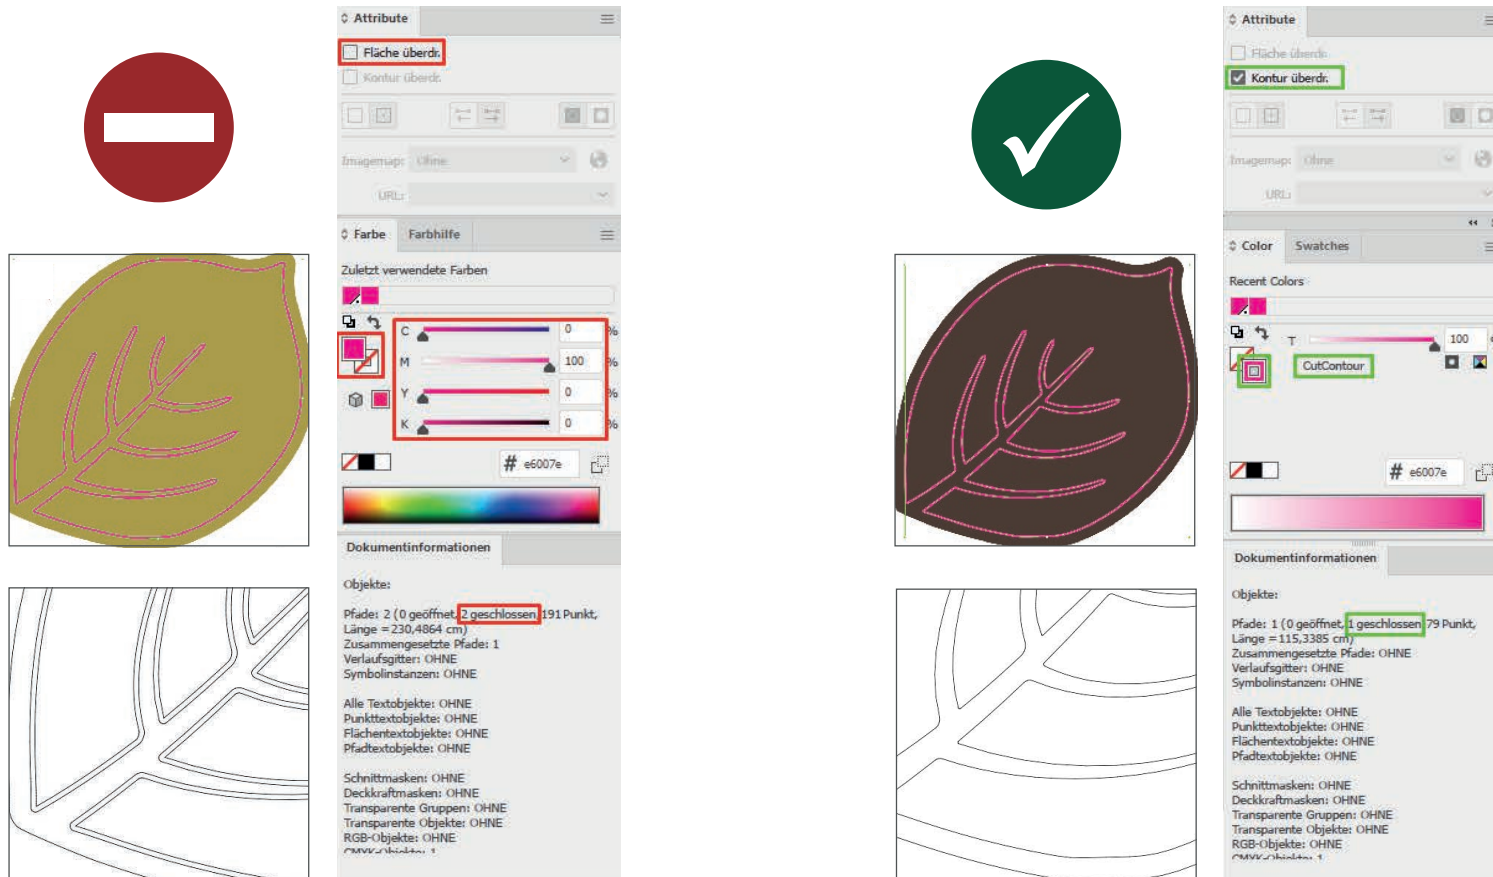 Attribute
Fläche überdr.
Kontur überdr.
Imagemap: Ohne
URL:
Farbe Farbhilfe
Zuletzt verwendete Farben
C 0 %
M 100 %
Y 0 %
K 0 %
# e6007e
Dokumentinformationen
Objekte:
Pfade: 2 (0 geöffnet, 2 geschlossen, 191 Punkt,
Länge =230,4864 cm)
Zusammengesetzte Pfade: 1
Verlaufsgitter: OHNE
Symbolinstanzen: OHNE
Alle Textobjekte: OHNE
Punkttextobjekte: OHNE
Flächentextobjekte: OHNE
Pfadtextobjekte: OHNE
Schnittmasken: OHNE
Deckkraftmasken: OHNE
Transparente Gruppen: OHNE
Transparente Objekte: OHNE
RGB-Objekte: OHNE
CMYK-Objekte: 1
Attribute
Fläche überdr.
Kontur überdr.
Imagemap: Ohne
URL:
Color Swatches
Recent Colors
T 100
CutContour
# e6007e
Dokumentinformationen
Objekte:
Pfade: 1 (0 geöffnet, 1 geschlossen, 79 Punkt,
Länge =115,3385 cm)
Zusammengesetzte Pfade: OHNE
Verlaufsgitter: OHNE
Symbolinstanzen: OHNE
Alle Textobjekte: OHNE
Punkttextobjekte: OHNE
Flächentextobjekte: OHNE
Pfadtextobjekte: OHNE
Schnittmasken: OHNE
Deckkraftmasken: OHNE
Transparente Gruppen: OHNE
Transparente Objekte: OHNE
RGB-Objekte: OHNE
CMYK-Objekte: 1